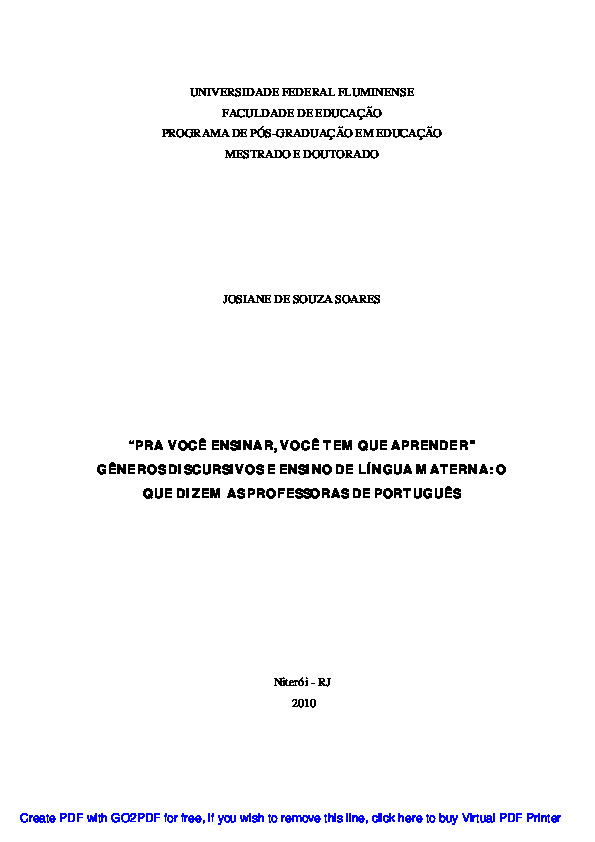 UNIVERSIDADE FEDERAL FLUMINENSE
FACULDADE DE EDUCAÇÃO
PROGRAMA DE PÓS-GRADUAÇÃO EM EDUCAÇÃO
MESTRADO E DOUTORADO
JOSIANE DE SOUZA SOARES
“PRA VOCÊ ENSINAR, VOCÊ TEM QUE APRENDER”
GÊNEROS DISCURSIVOS E ENSINO DE LÍNGUA MATERNA: O
QUE DIZEM AS PROFESSORAS DE PORTUGUÊS
Niterói - RJ
2010
Create PDF with GO2PDF for free, if you wish to remove this line, click here to buy Virtual PDF Printer